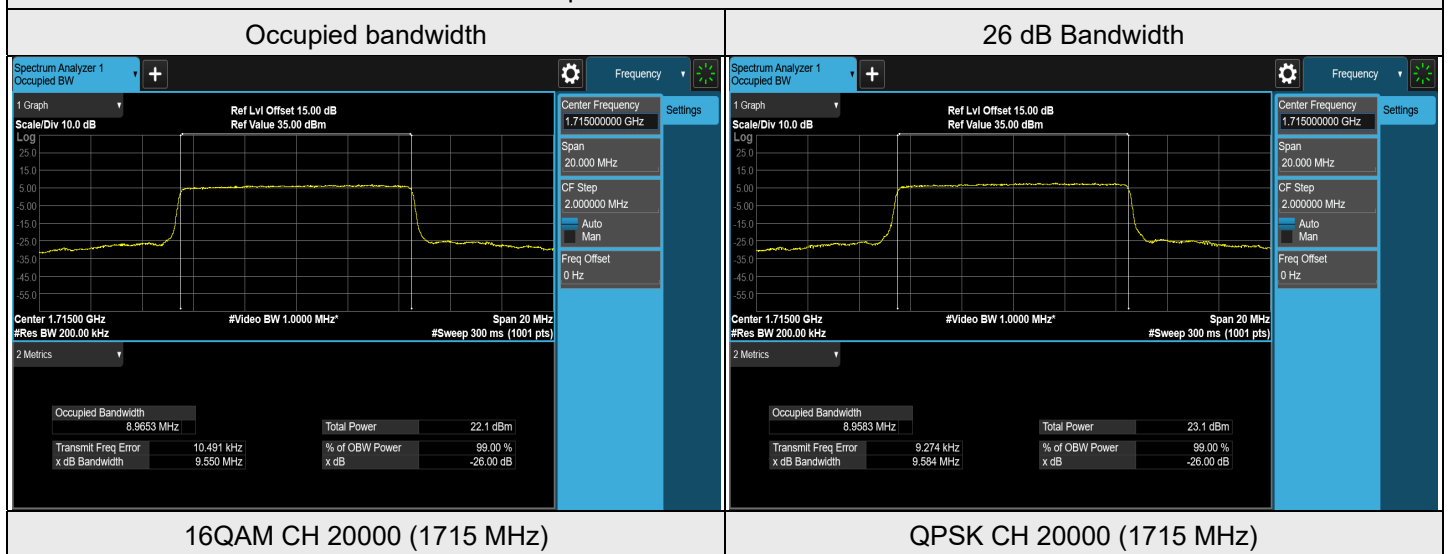 Occupied bandwidth
26 dB Bandwidth
Spectrum Analyzer 1
Occupied BW
+
Frequency
1 Graph
Scale/Div 10.0 dB
Ref Lvl Offset 15.00 dB
Ref Value 35.00 dBm
Log
25.0
15.0
5.00
-5.00
-15.0
-25.0
-35.0
-45.0
-55.0
Center 1.71500 GHz
#Res BW 200.00 kHz
#Video BW 1.0000 MHz*
Span 20 MHz
#Sweep 300 ms (1001 pts)
Center Frequency
1.715000000 GHz
Settings
Span
20.000 MHz
CF Step
2.000000 MHz
Auto
Man
Freq Offset
0 Hz
2 Metrics
Occupied Bandwidth
8.9653 MHz
Total Power 22.1 dBm
Transmit Freq Error 10.491 kHz
% of OBW Power 99.00 %
x dB Bandwidth 9.550 MHz
x dB -26.00 dB
Spectrum Analyzer 1
Occupied BW
+
Frequency
1 Graph
Scale/Div 10.0 dB
Ref Lvl Offset 15.00 dB
Ref Value 35.00 dBm
Log
25.0
15.0
5.00
-5.00
-15.0
-25.0
-35.0
-45.0
-55.0
Center 1.71500 GHz
#Res BW 200.00 kHz
#Video BW 1.0000 MHz*
Span 20 MHz
#Sweep 300 ms (1001 pts)
Center Frequency
1.715000000 GHz
Settings
Span
20.000 MHz
CF Step
2.000000 MHz
Auto
Man
Freq Offset
0 Hz
2 Metrics
Occupied Bandwidth
8.9583 MHz
Total Power 23.1 dBm
Transmit Freq Error 9.274 kHz
% of OBW Power 99.00 %
x dB Bandwidth 9.584 MHz
x dB -26.00 dB
16QAM CH 20000 (1715 MHz)
QPSK CH 20000 (1715 MHz)